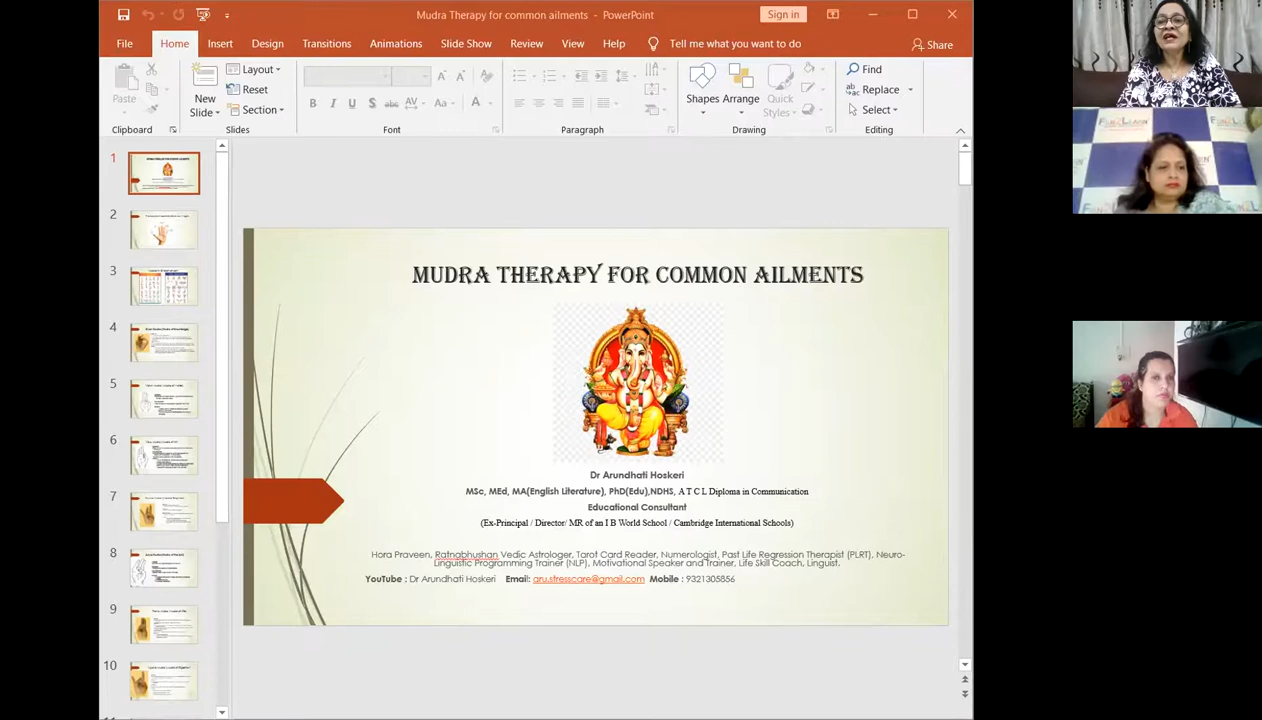 Mudra Therapy for common ailments - PowerPoint
Sign in
File Home Insert Design Transitions Animations Slide Show Review View Help Tell me what you want to do Share
Paste
New Slide
Layout
Reset
Section
B I U S abc AV Aa A
Shapes Arrange Quick Styles
Find
Replace
Select
Clipboard Slides Font Paragraph Drawing Editing
1
2
3
4
5
6
7
8
9
10
MUDRA THERAPY FOR COMMON AILMENTS
Dr Arundhati Hoskeri
MSc, MEd, MA(English Literature), PhD(Edu),NDHS, A T C L Diploma in Communication
Educational Consultant
(Ex-Principal / Director/ MR of an I B World School / Cambridge International Schools)
Hora Praveen, Ratnabhushan Vedic Astrologer, Tarot Card Reader, Numerologist, Past Life Regression Therapist (PLRT), Neuro-
Linguistic Programming Trainer (NLP), Motivational Speaker and Trainer, Life Skill Coach, Linguist.
YouTube : Dr Arundhati Hoskeri Email: aru.stresscare@gmail.com Mobile : 9321305856